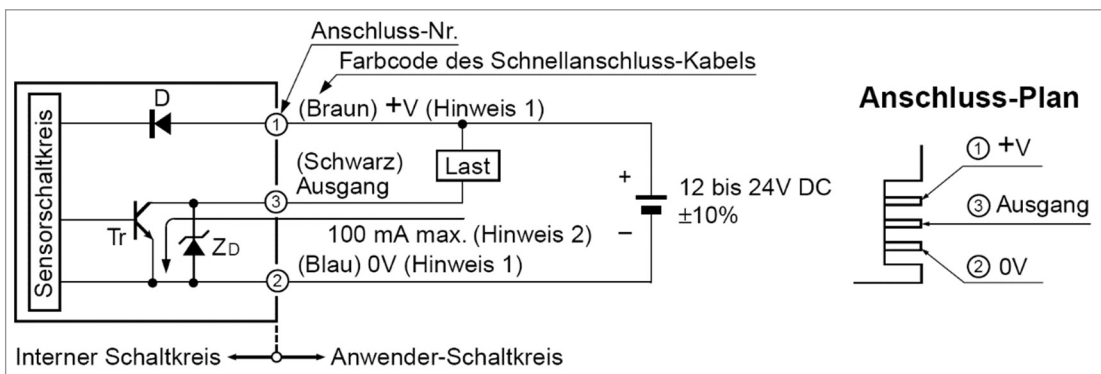 Anschluss-Nr.
Farbcode des Schnellanschluss-Kabels
D
① (Braun) +V (Hinweis 1)
(Schwarz)
Ausgang
③
Last
Sensorschaltkreis
Tr
ZD
100 mA max. (Hinweis 2)
② (Blau) 0V (Hinweis 1)
+
12 bis 24V DC
±10%
−
Interner Schaltkreis
Anwender-Schaltkreis
Anschluss-Plan
① +V
③ Ausgang
② 0V